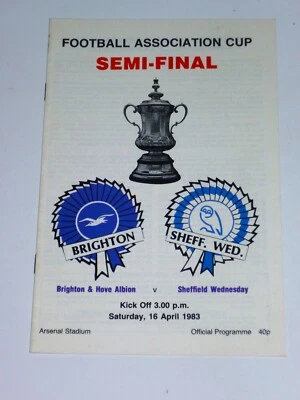 FOOTBALL ASSOCIATION CUP
SEMI-FINAL
BRIGHTON
SHEFF. WED.
Brighton & Hove Albion v Sheffield Wednesday
Kick Off 3.00 p.m.
Saturday, 16 April 1983
Arsenal Stadium Official Programme 40p